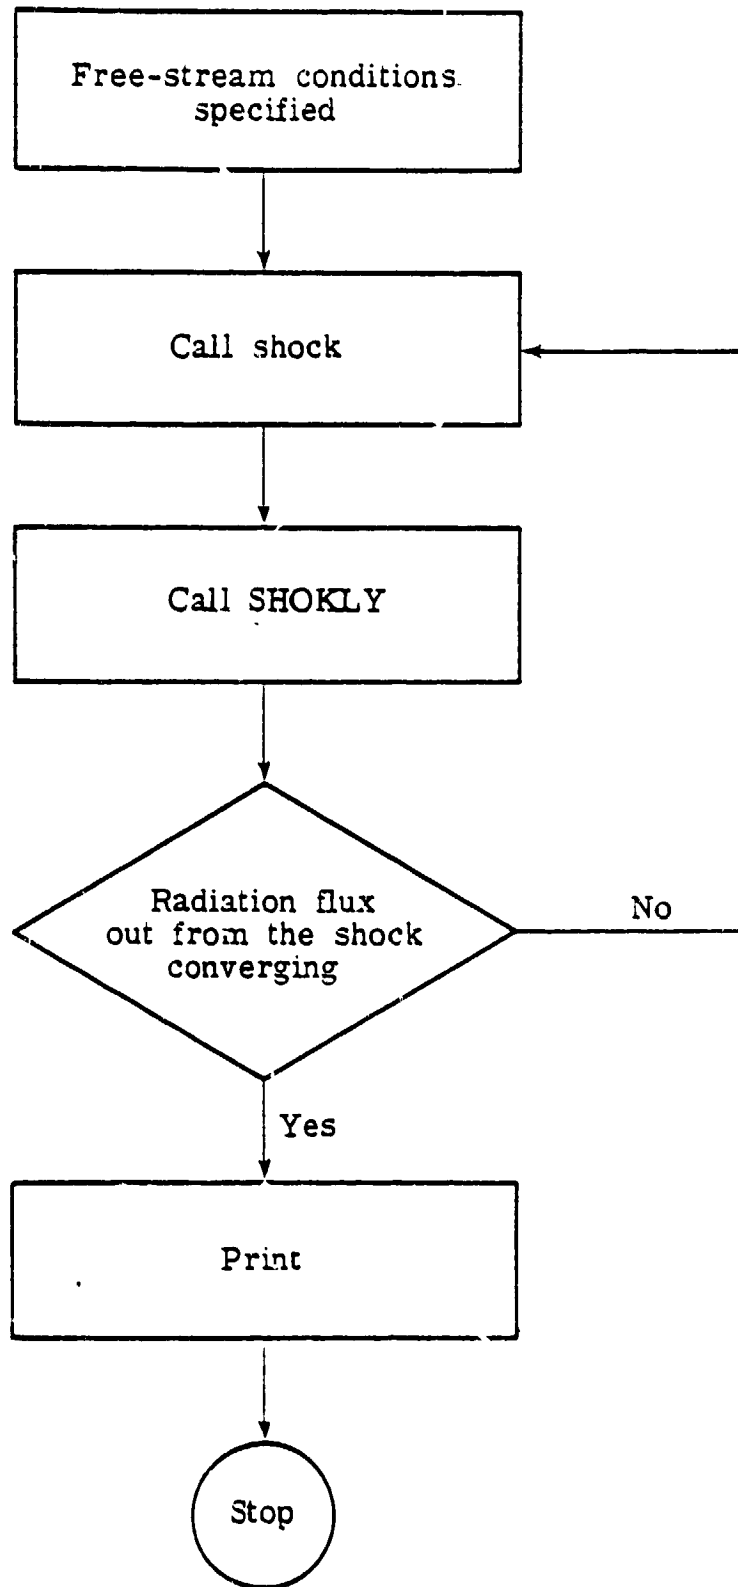 Free-stream conditions
specified
Call shock
Call SHOKLY
Radiation flux
out from the shock
converging
No
Yes
Print
Stop